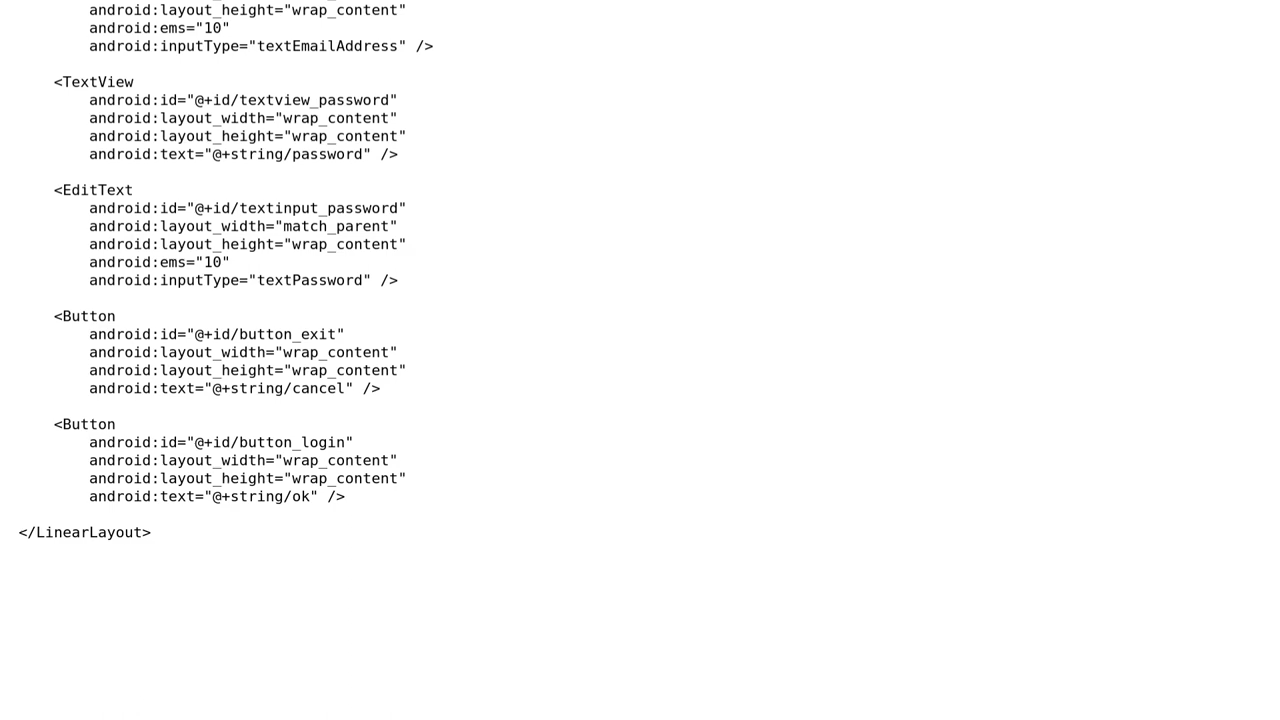 android:layout_height="wrap_content"
android:ems="10"
android:inputType="textEmailAddress" />
<TextView
android:id="@+id/textview_password"
android:layout_width="wrap_content"
android:layout_height="wrap_content"
android:text="@+string/password" />
<EditText
android:id="@+id/textinput_password"
android:layout_width="match_parent"
android:layout_height="wrap_content"
android:ems="10"
android:inputType="textPassword" />
<Button
android:id="@+id/button_exit"
android:layout_width="wrap_content"
android:layout_height="wrap_content"
android:text="@+string/cancel" />
<Button
android:id="@+id/button_login"
android:layout_width="wrap_content"
android:layout_height="wrap_content"
android:text="@+string/ok" />
</LinearLayout>